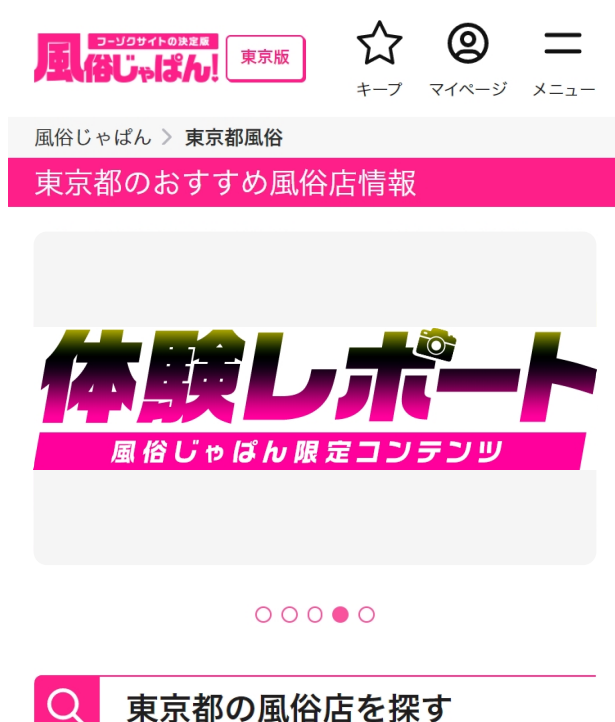 フーゾクサイトの決定版
風俗じゃぱん!
東京版
キープ
マイページ
メニュー
風俗じゃぱん > 東京都風俗
東京都のおすすめ風俗店情報
体験レポート
風俗じゃぱん限定コンテンツ
東京都の風俗店を探す